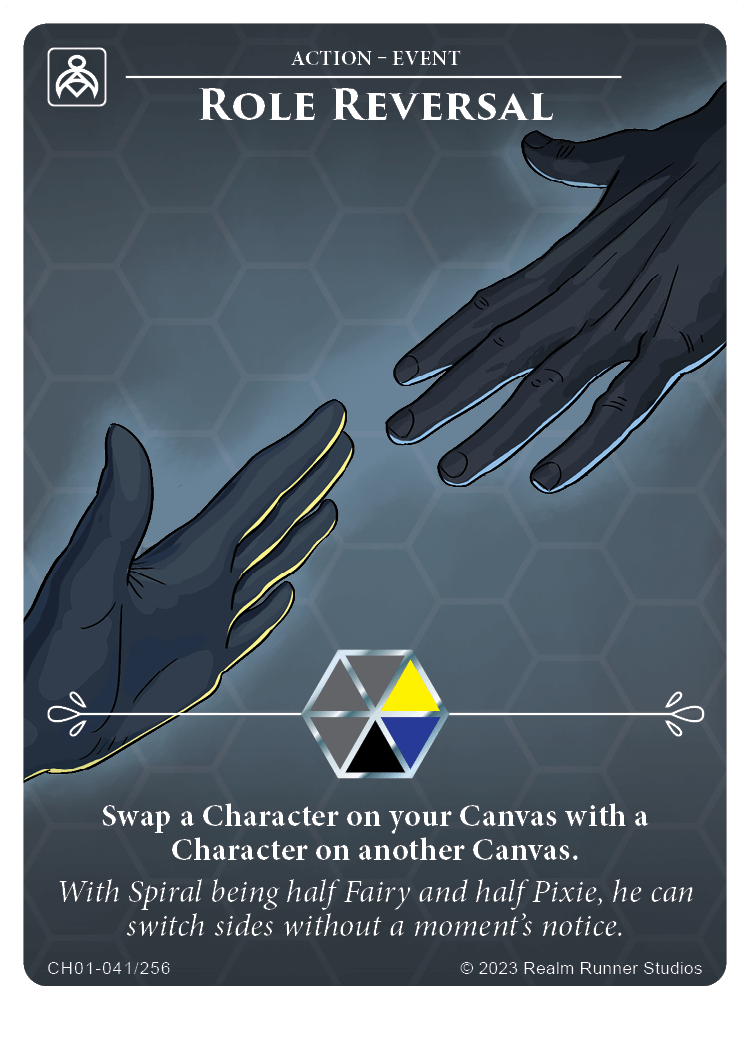 ACTION – EVENT
ROLE REVERSAL
Swap a Character on your Canvas with a
Character on another Canvas.
With Spiral being half Fairy and half Pixie, he can
switch sides without a moment's notice.
CH01-041/256
© 2023 Realm Runner Studios